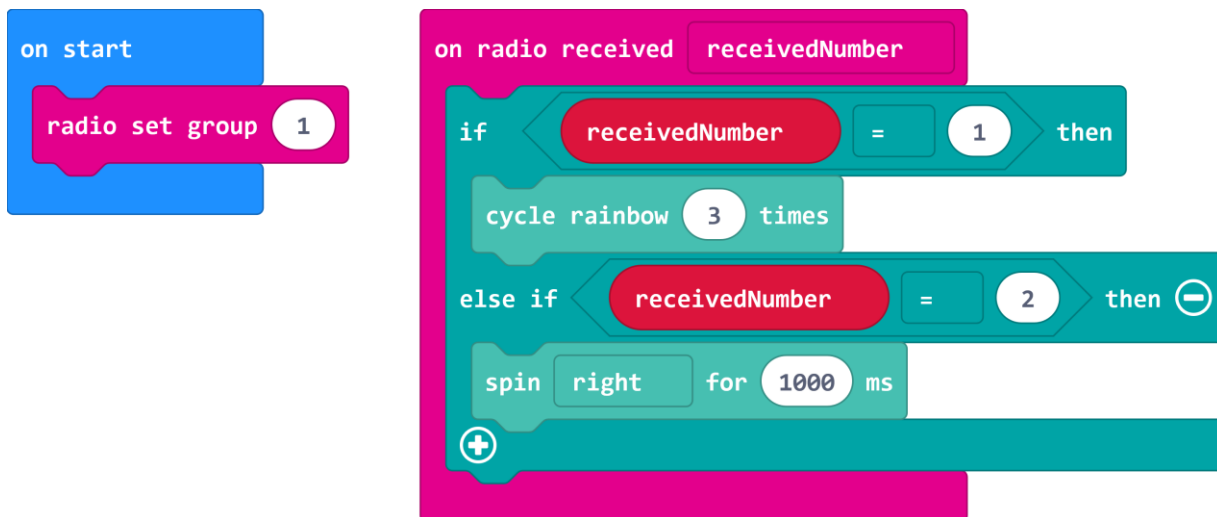 on start
radio set group 1
on radio received receivedNumber
if receivedNumber = 1 then
cycle rainbow 3 times
else if receivedNumber = 2 then
spin right for 1000 ms